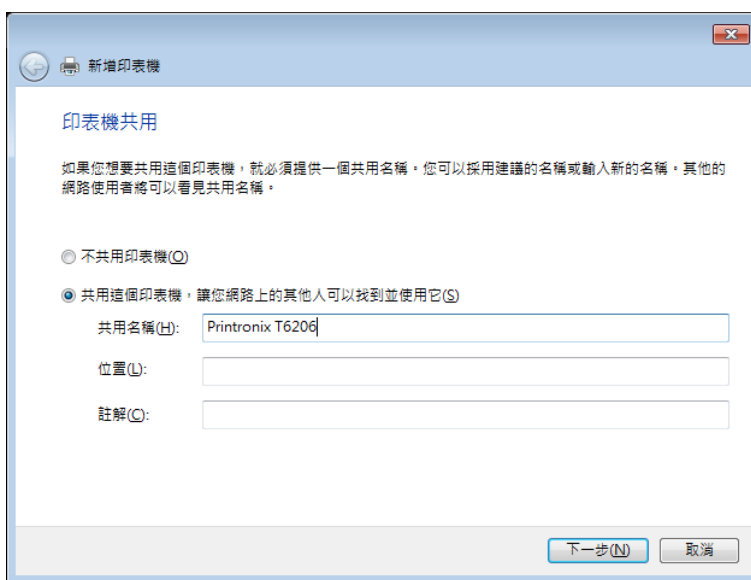 新增印表機
印表機共用
如果您想要共用這個印表機，就必須提供一個共用名稱。您可以採用建議的名稱或輸入新的名稱。其他的
網路使用者將可以看見共用名稱。
不共用印表機(O)
共用這個印表機，讓您網路上的其他人可以找到並使用它(S)
共用名稱(H): Printronix T6206
位置(L):
註解(C):
下一步(N) 取消